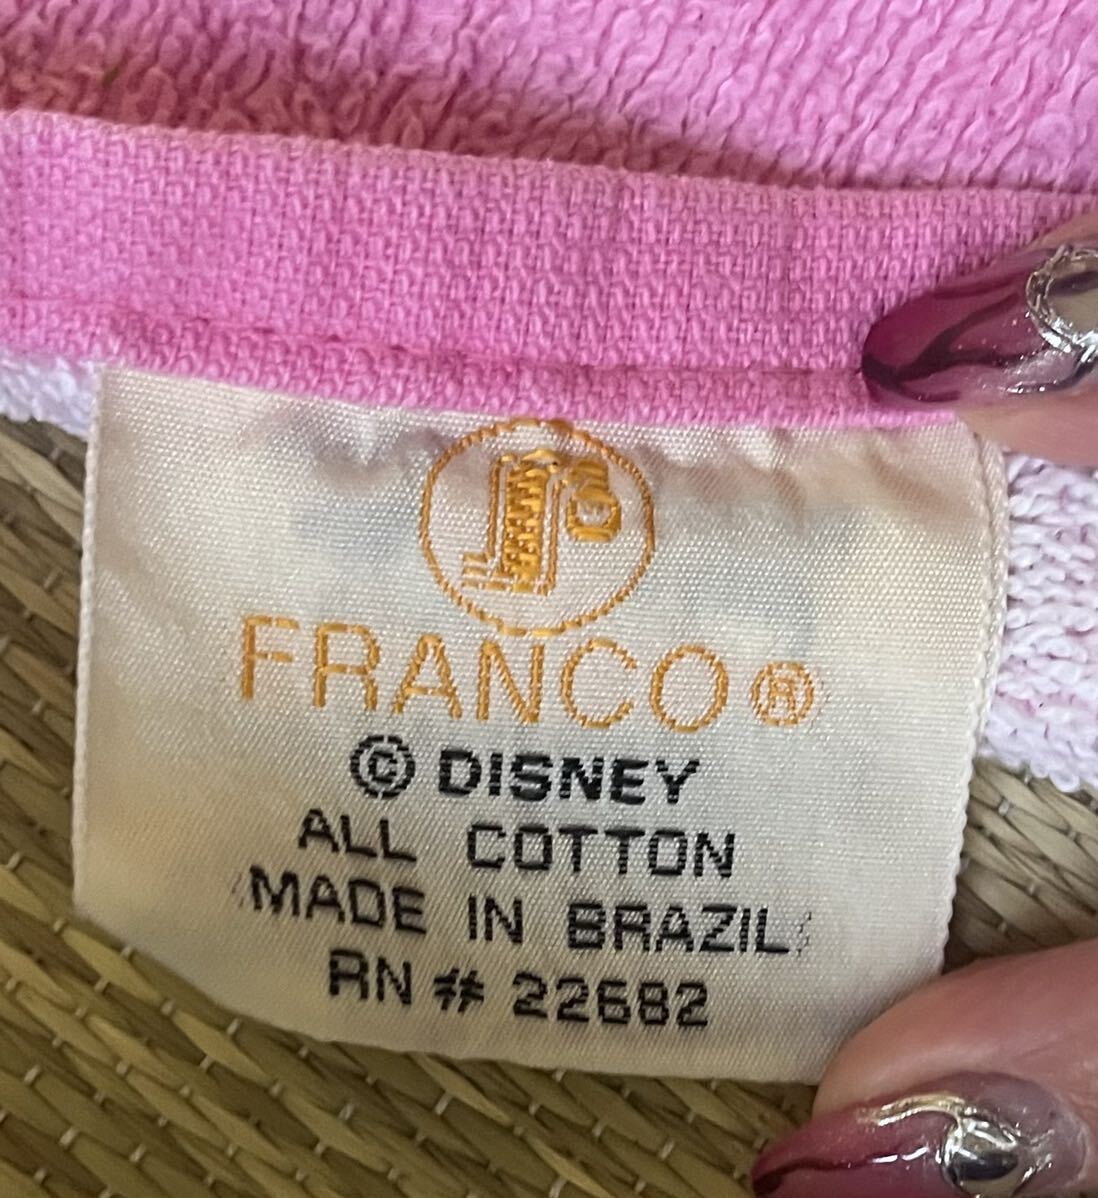 FRANCO®
© DISNEY
ALL COTTON
MADE IN BRAZIL
RN # 22682